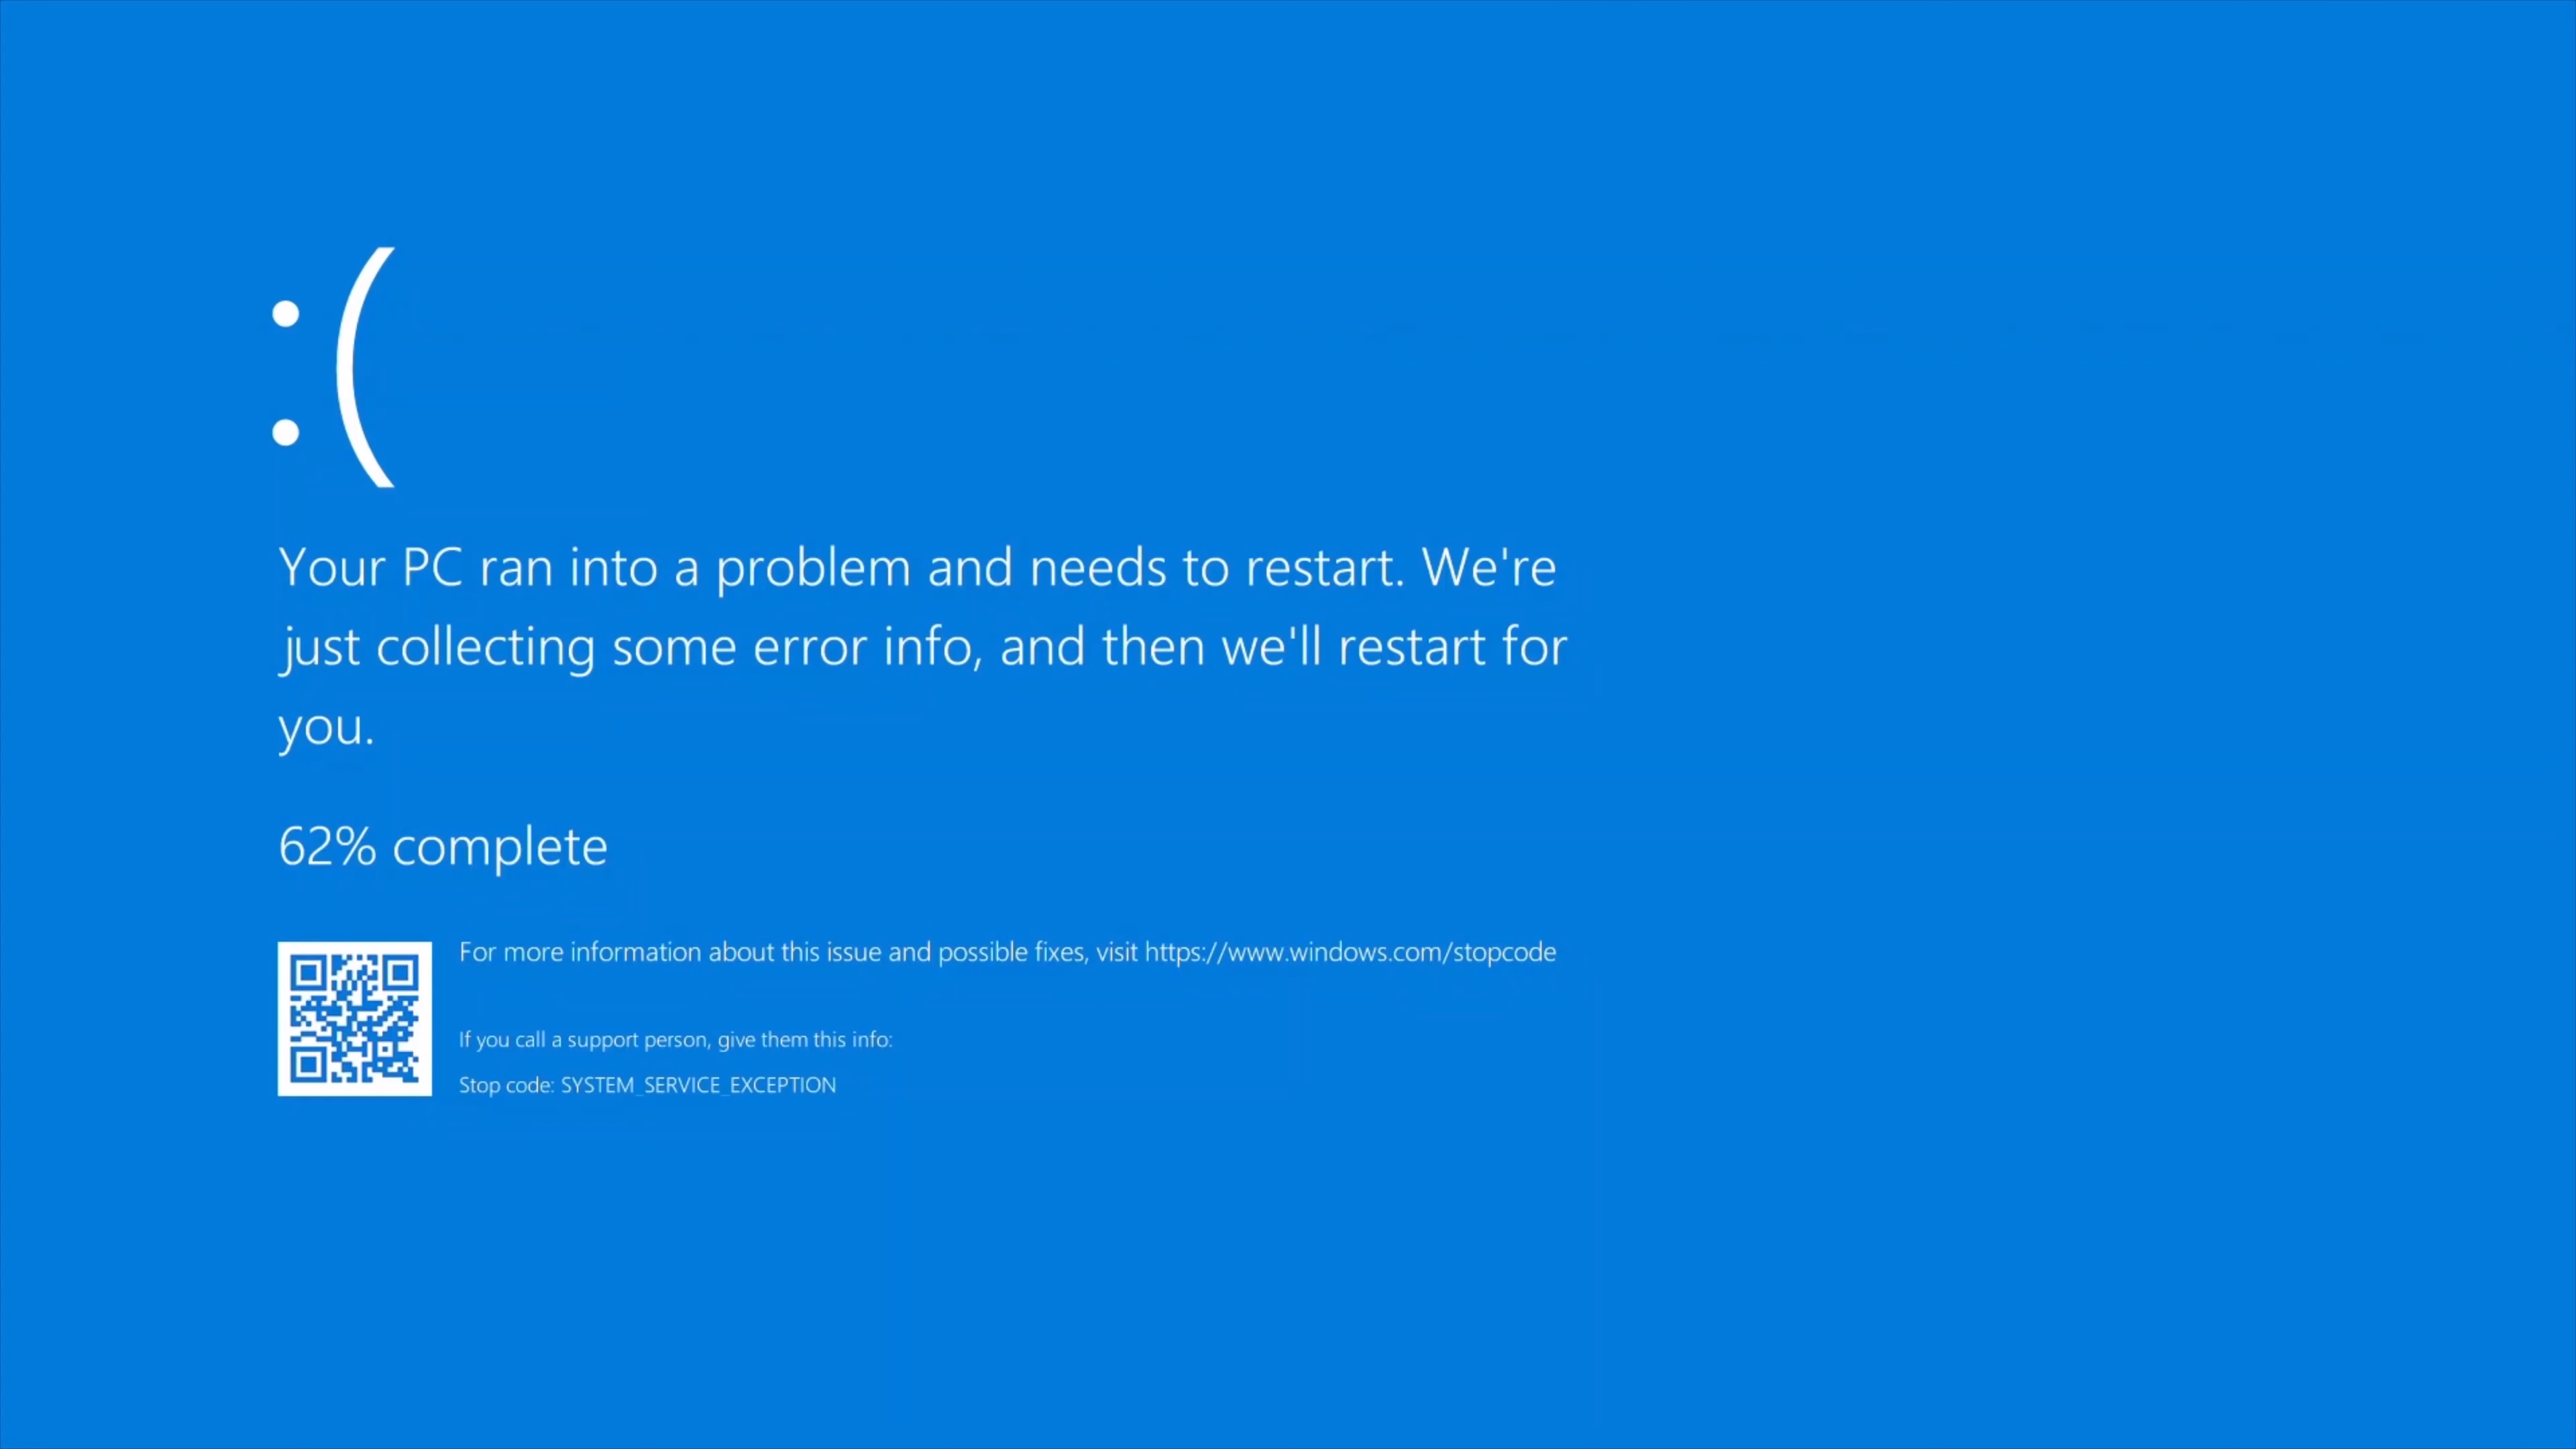 :(
Your PC ran into a problem and needs to restart. We're
just collecting some error info, and then we'll restart for
you.
62% complete
For more information about this issue and possible fixes, visit https://www.windows.com/stopcode
If you call a support person, give them this info:
Stop code: SYSTEM_SERVICE_EXCEPTION